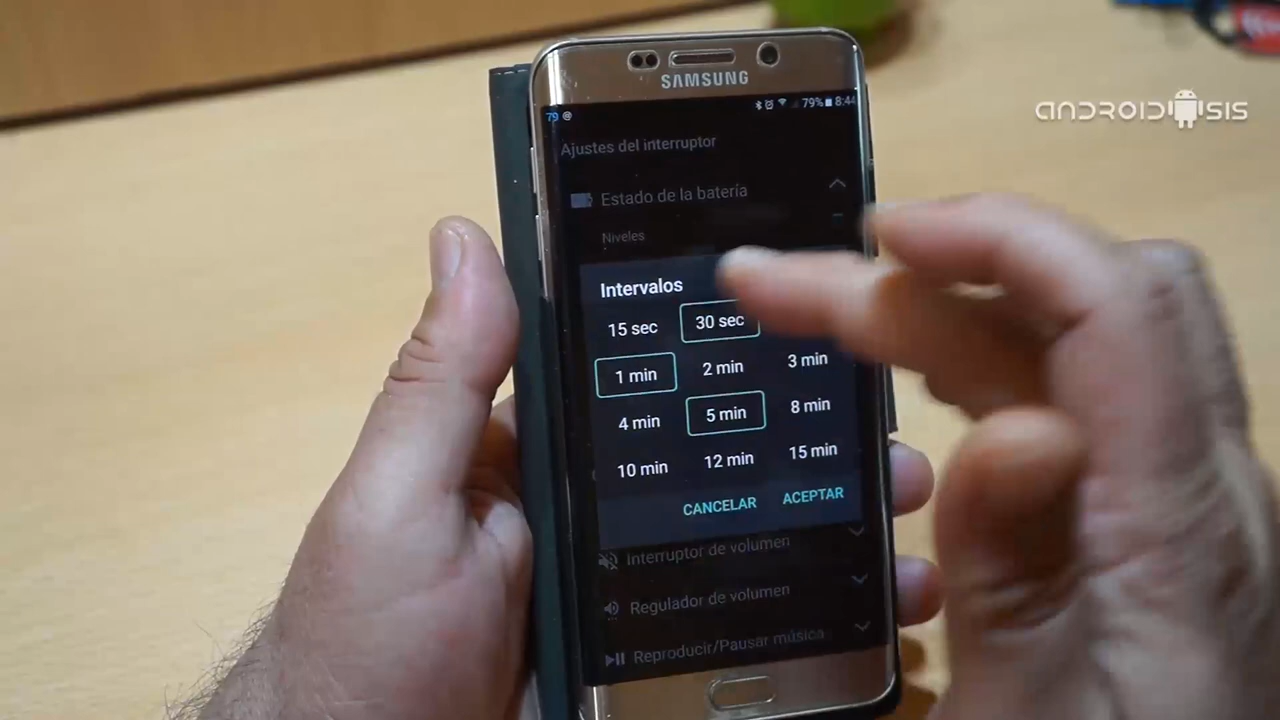 SAMSUNG
79 @ 79% 8:44
ANDROIDSIS
Ajustes del interruptor
Estado de la batería
Niveles
Intervalos
15 sec 30 sec
1 min 2 min 3 min
4 min 5 min 8 min
10 min 12 min 15 min
CANCELAR ACEPTAR
Interruptor de volumen
Regulador de volumen
Reproducir/Pausar música